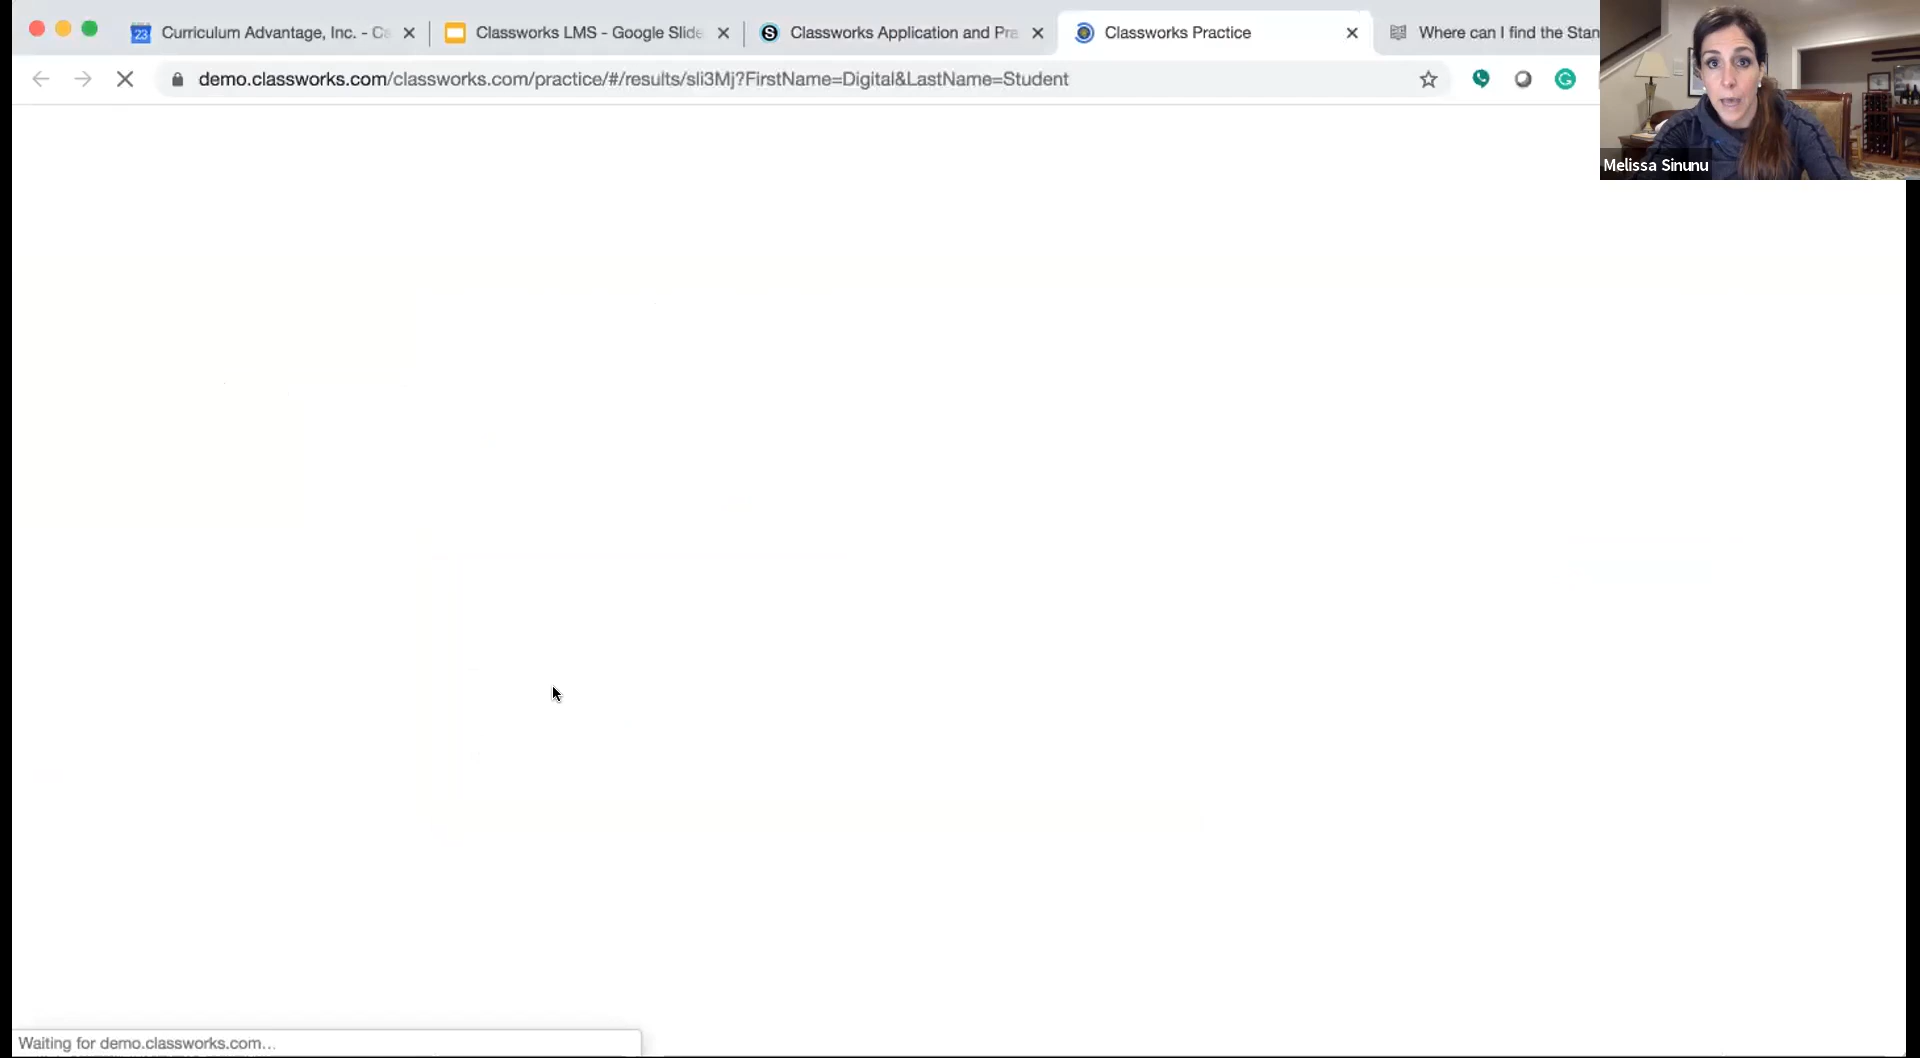 23
Curriculum Advantage, Inc. - Ca
Classworks LMS - Google Slide
S
Classworks Application and Pra
Classworks Practice
Where can I find the Stan
demo.classworks.com/classworks.com/practice/#/results/sli3Mj?FirstName=Digital&LastName=Student
G
Melissa Sinunu
Waiting for demo.classworks.com...